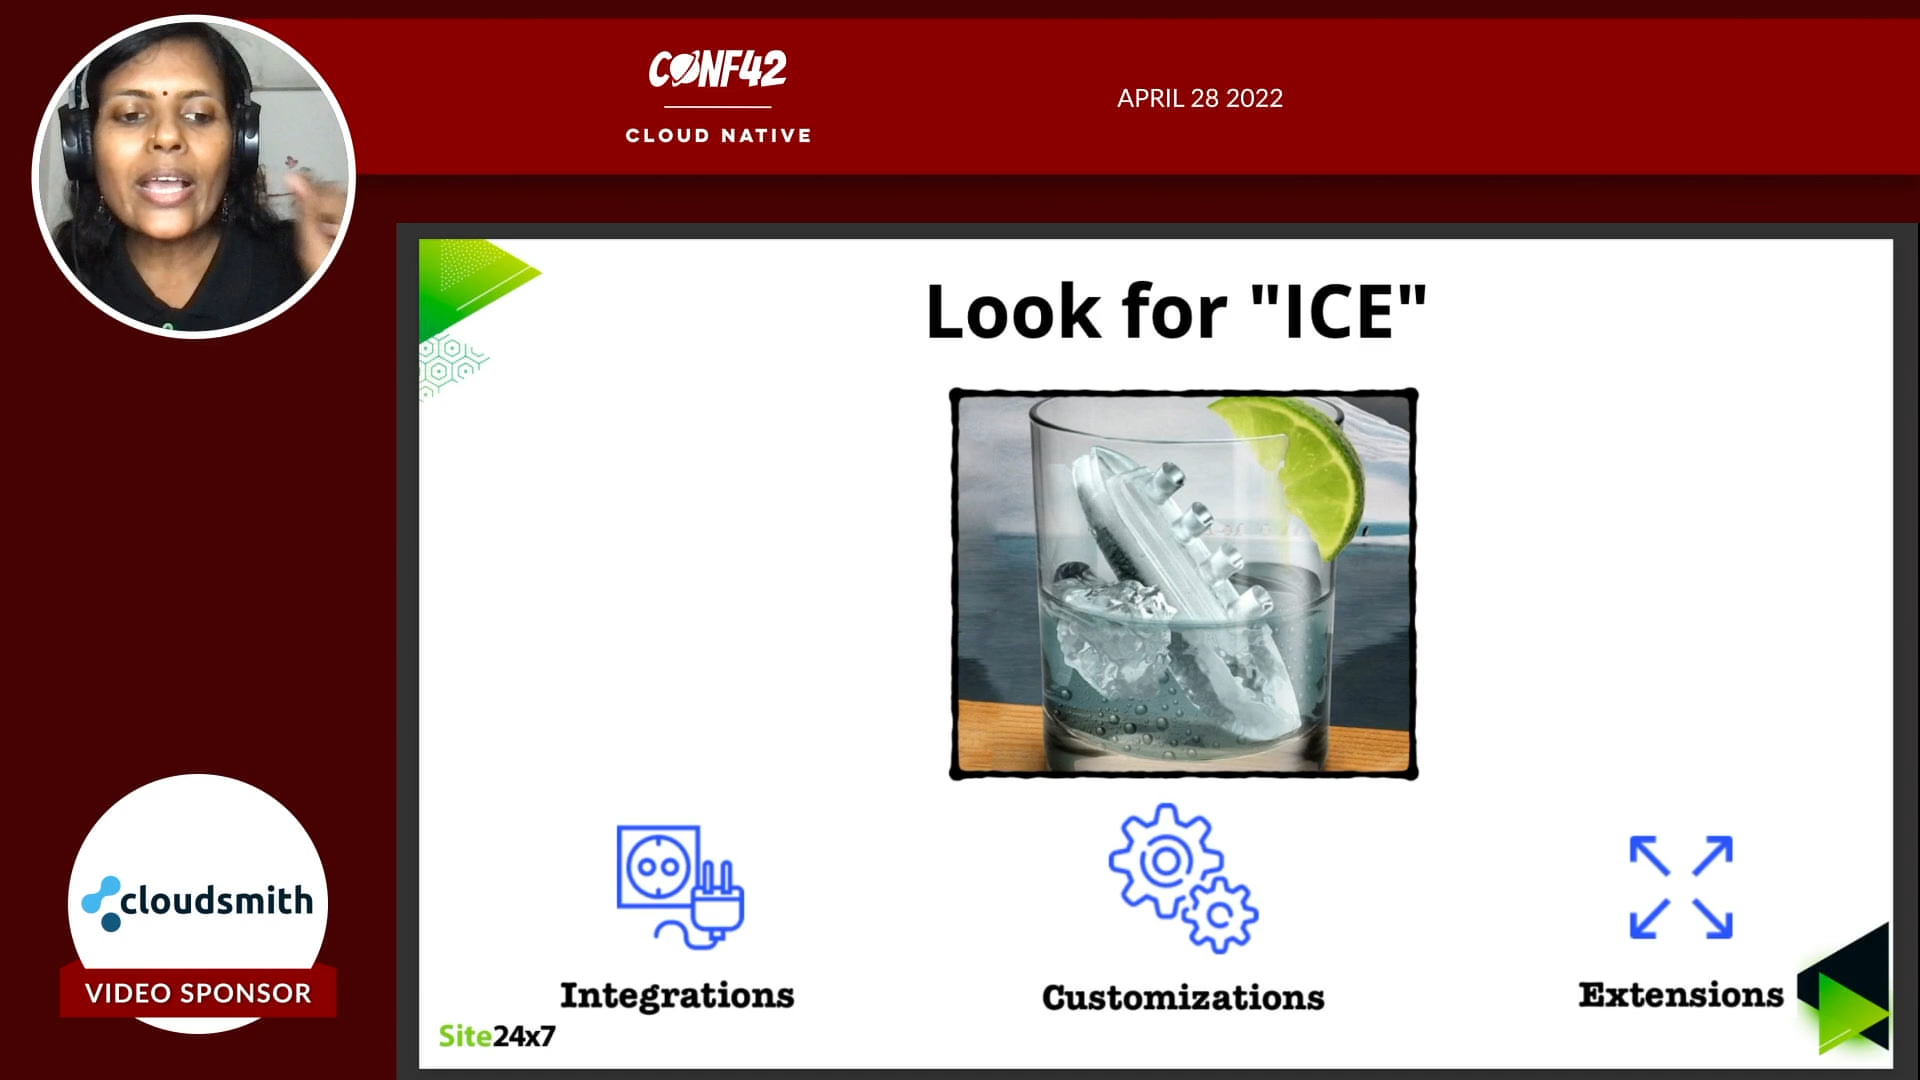 CONF42
CLOUD NATIVE
APRIL 28 2022
Look for "ICE"
Integrations
Customizations
Extensions
Site24x7
cloudsmith
VIDEO SPONSOR